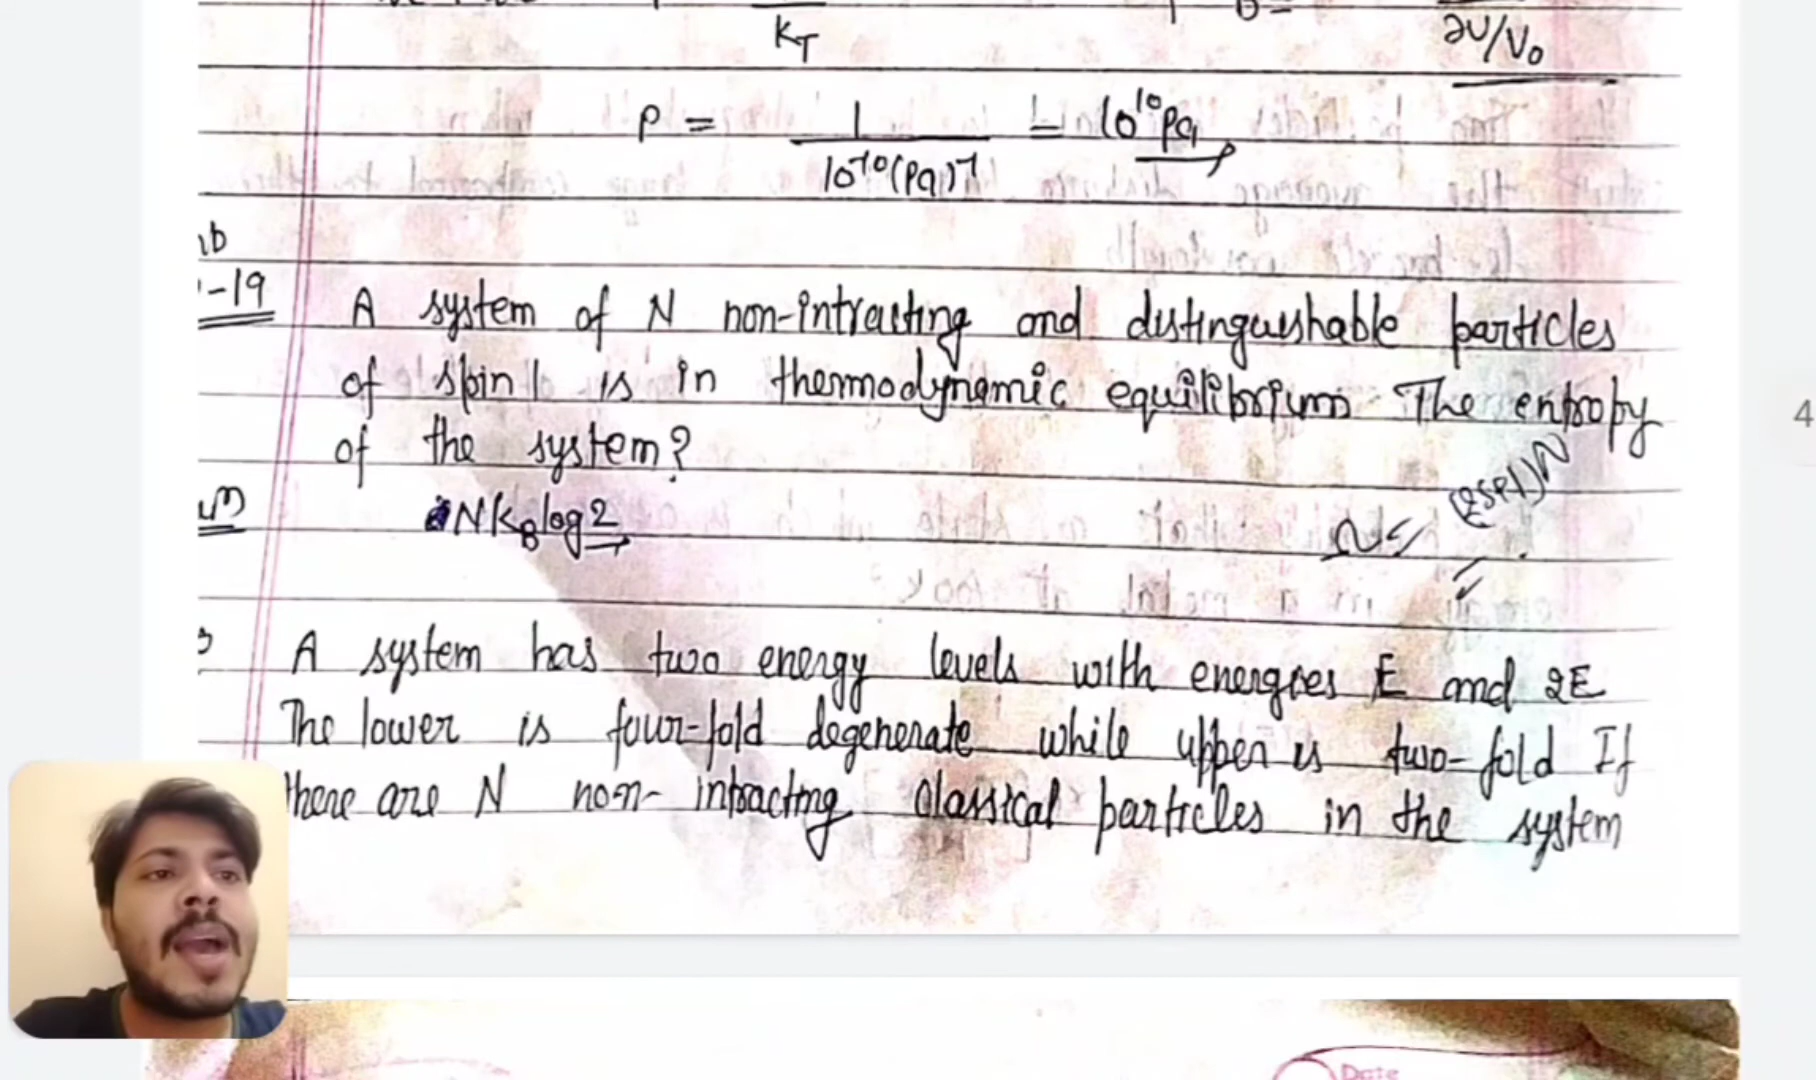 K_T
B =
∂V/V₀
P = 1 / 10⁻¹⁰(Pa)⁻¹ = 10¹⁰ Pa
-19
A system of N non-intracting and distinguishable particles
of spin 1 is in thermodynamic equilibrium The entropy
of the system?
NK_B log 2
Ω = (2S+1)^N
A system has two energy levels with energies E and 2E
The lower is four-fold degenerate while upper is two-fold If
there are N non-intracting classical particles in the system
4
Date